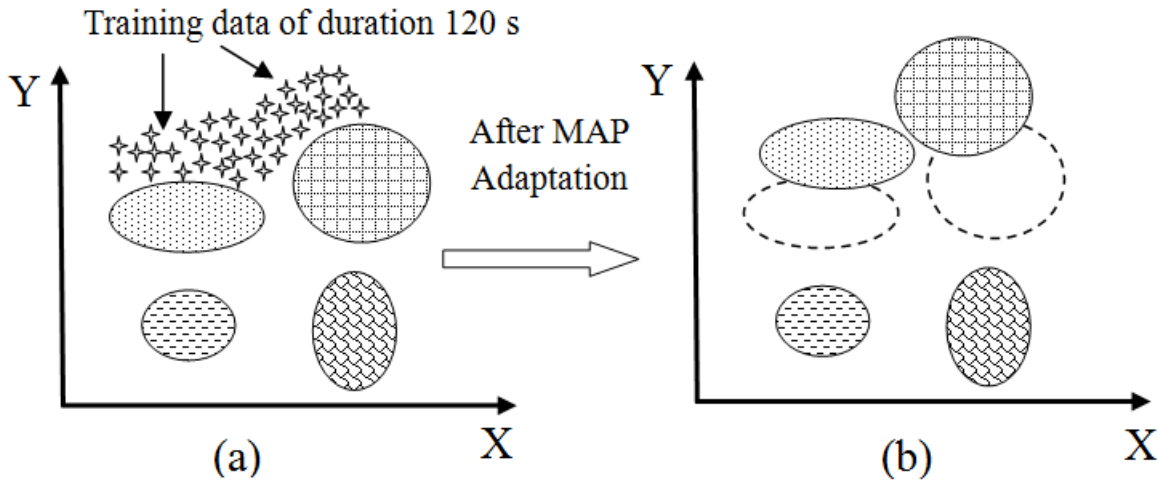 Training data of duration 120 s
Y
X
(a)
After MAP
Adaptation
Y
X
(b)